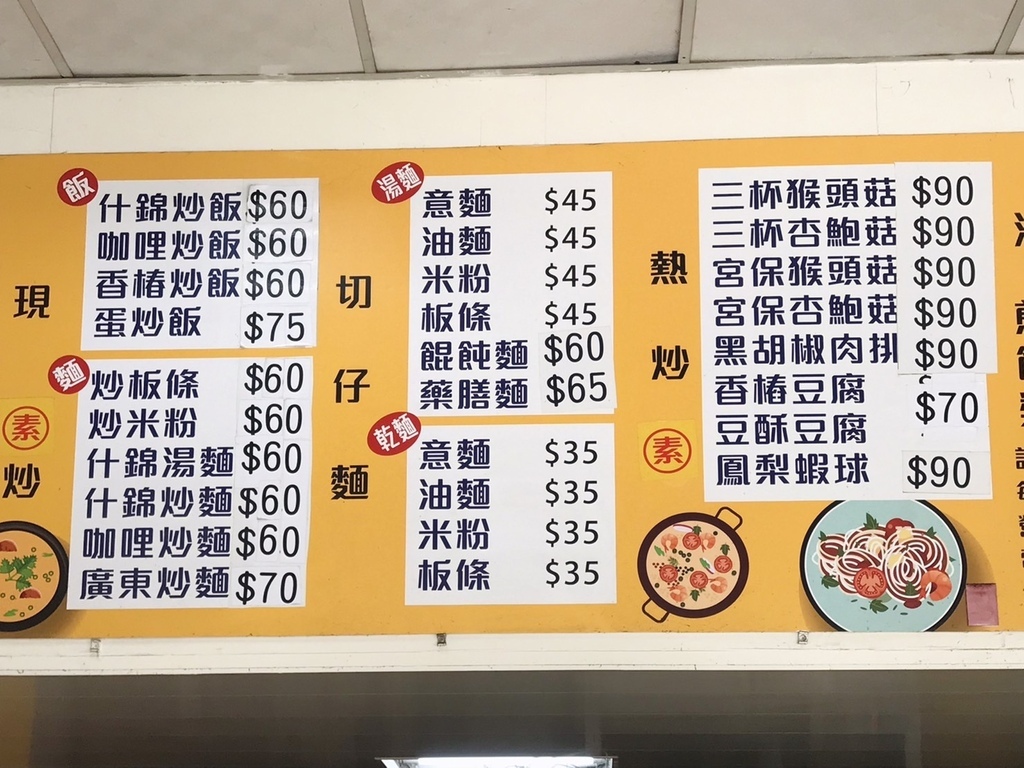 現炒
素
飯
什錦炒飯 $60
咖哩炒飯 $60
香椿炒飯 $60
蛋炒飯 $75
麵
炒板條 $60
炒米粉 $60
什錦湯麵 $60
什錦炒麵 $60
咖哩炒麵 $60
廣東炒麵 $70
切仔麵
湯麵
意麵 $45
油麵 $45
米粉 $45
板條 $45
餛飩麵 $60
藥膳麵 $65
乾麵
意麵 $35
油麵 $35
米粉 $35
板條 $35
熱炒
素
三杯猴頭菇 $90
三杯杏鮑菇 $90
宮保猴頭菇 $90
宮保杏鮑菇 $90
黑胡椒肉排 $90
香椿豆腐 $70
豆酥豆腐
鳳梨蝦球 $90